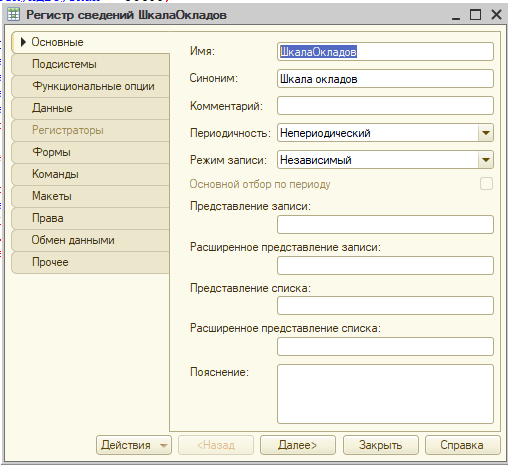 Регистр сведений ШкалаОкладов
Основные
Подсистемы
Функциональные опции
Данные
Регистраторы
Формы
Команды
Макеты
Права
Обмен данными
Прочее
Имя: ШкалаОкладов
Синоним: Шкала окладов
Комментарий:
Периодичность: Непериодический
Режим записи: Независимый
Основной отбор по периоду
Представление записи:
Расширенное представление записи:
Представление списка:
Расширенное представление списка:
Пояснение:
Действия <Назад Далее> Закрыть Справка